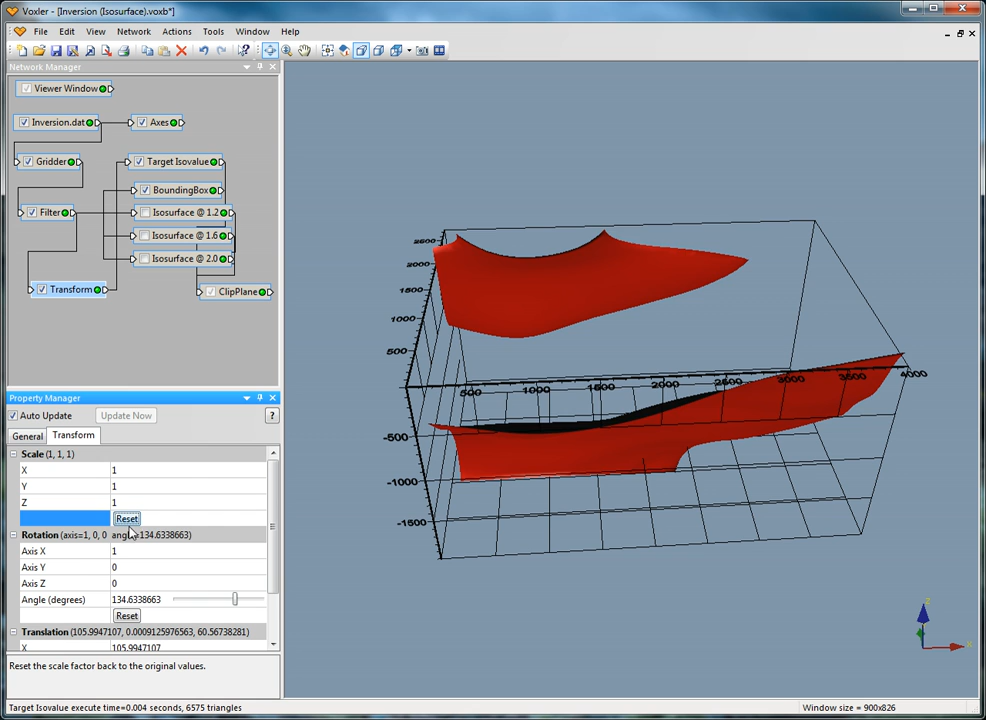 Voxler - [Inversion (Isosurface).voxb*]
File Edit View Network Actions Tools Window Help
Network Manager
Viewer Window
Inversion.dat
Axes
Gridder
Target Isovalue
BoundingBox
Filter
Isosurface @ 1.2
Isosurface @ 1.6
Isosurface @ 2.0
Transform
ClipPlane
Property Manager
Auto Update Update Now ?
General Transform
Scale (1, 1, 1)
X 1
Y 1
Z 1
Reset
Rotation (axis=1, 0, 0 angle=134.6338663)
Axis X 1
Axis Y 0
Axis Z 0
Angle (degrees) 134.6338663
Reset
Translation (105.9947107, 0.0009125976563, 60.56738281)
X 105.9947107
Reset the scale factor back to the original values.
Target Isovalue execute time=0.004 seconds, 6575 triangles
Window size = 900x826
2000
1500
1000
500
500 1000 1500 2000 2500 3000 3500 4000
-500
-1000
-1500
Z
X